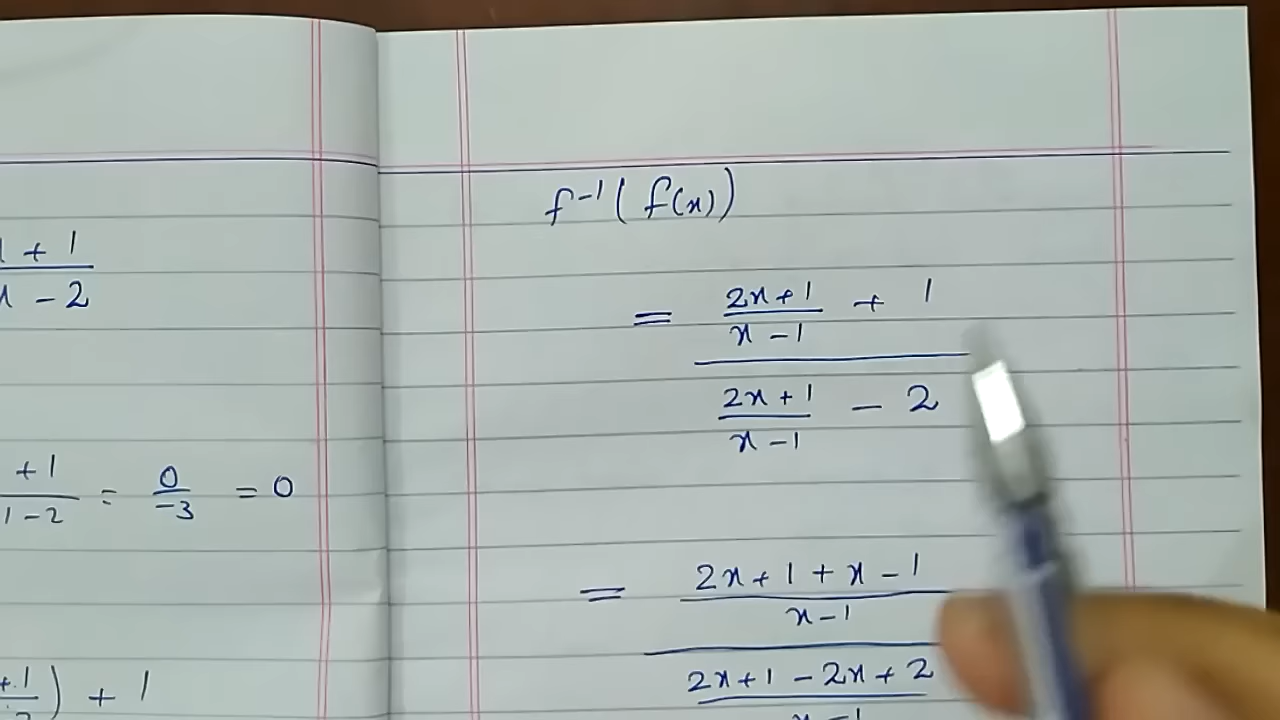 + 1
- 2
+ 1
1 - 2
= 0/-3 = 0
) + 1
f⁻¹(f(x))
= 2x+1 + 1
x-1
2x+1 - 2
x-1
= 2x+1+x-1
x-1
2x+1-2x+2
x-1